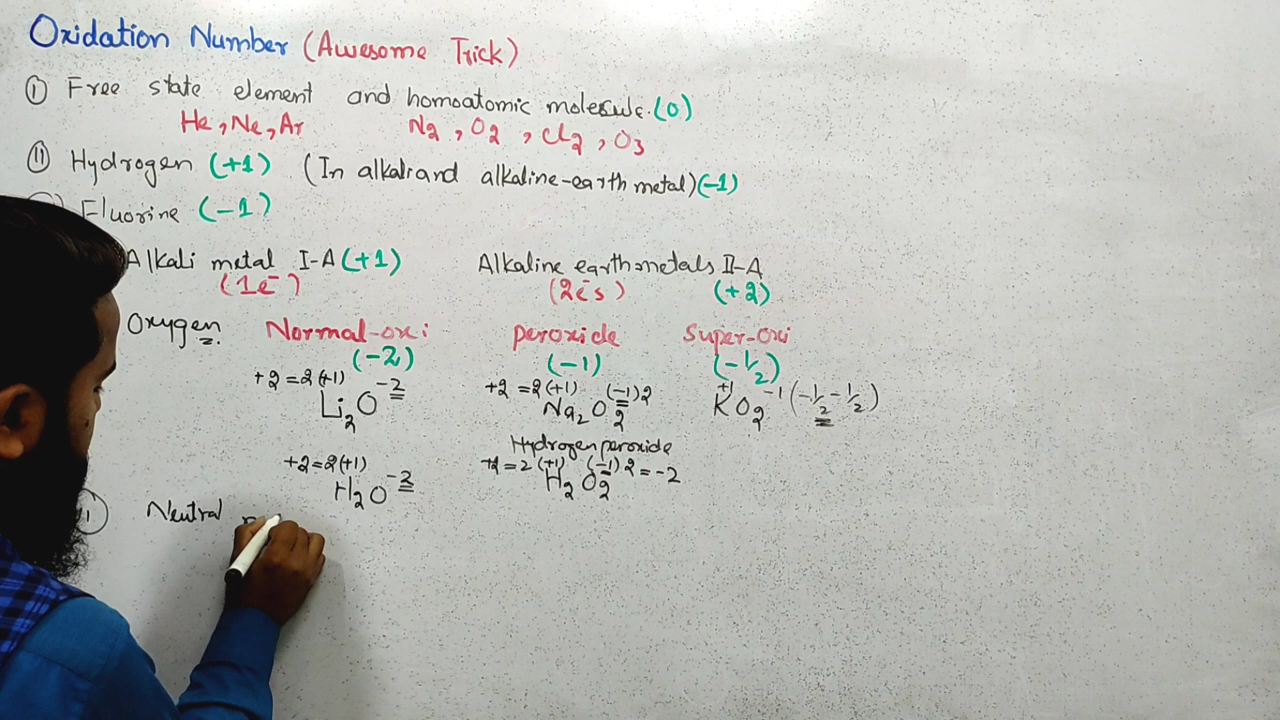 Oxidation Number (Awesome Trick)
Ⓘ Free state element and homoatomic molecule. (0)
He, Ne, Ar N2, O2, Cl2, O3
Ⓘⓘ Hydrogen (+1) (In alkali and alkaline-earth metal) (-1)
Fluorine (-1)
Alkali metal I-A (+1) Alkaline earth metals II-A
(1e⁻) (2e⁻s) (+2)
Oxygen Normal-oxi peroxide Super-oxi
(-2) (-1) (-1/2)
+2=2(+1) -2 +2=2(+1) (-1)2 +1 -1 (-1/2-1/2)
Li2O Na2O2 KO2
Hydrogen peroxide
+2=2(+1) -2 +2=2(+1) (-1)2=-2
H2O H2O2
Neutral